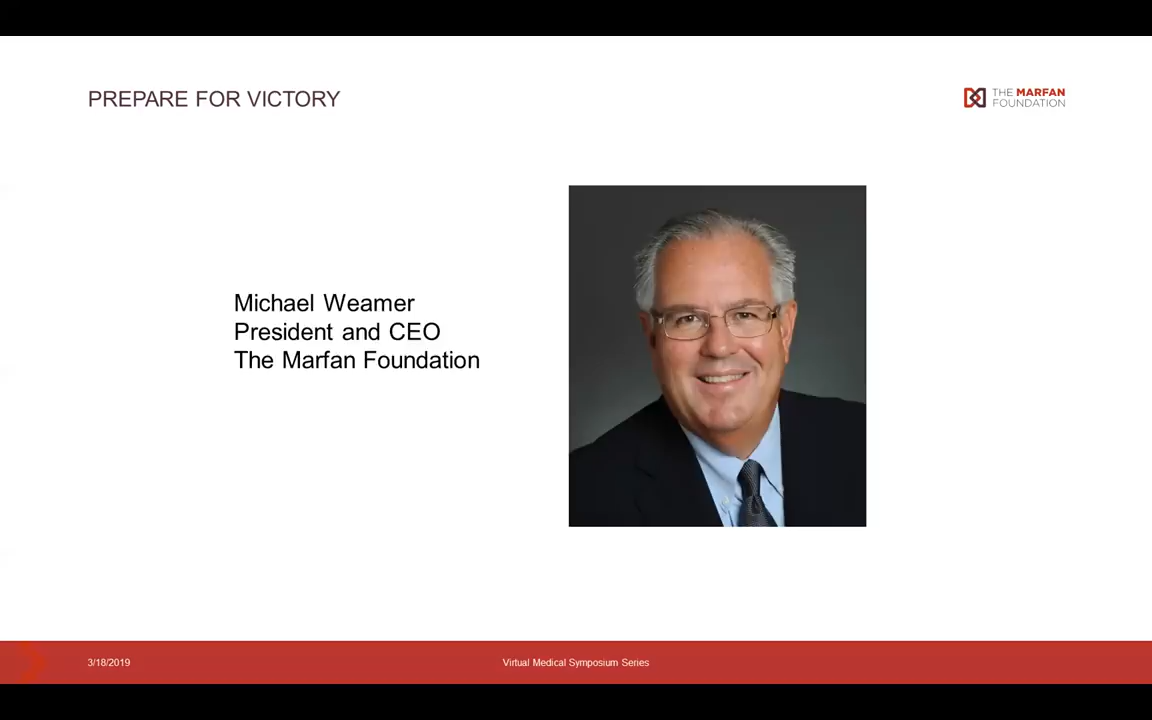 PREPARE FOR VICTORY
THE MARFAN
FOUNDATION
Michael Weamer
President and CEO
The Marfan Foundation
3/18/2019
Virtual Medical Symposium Series